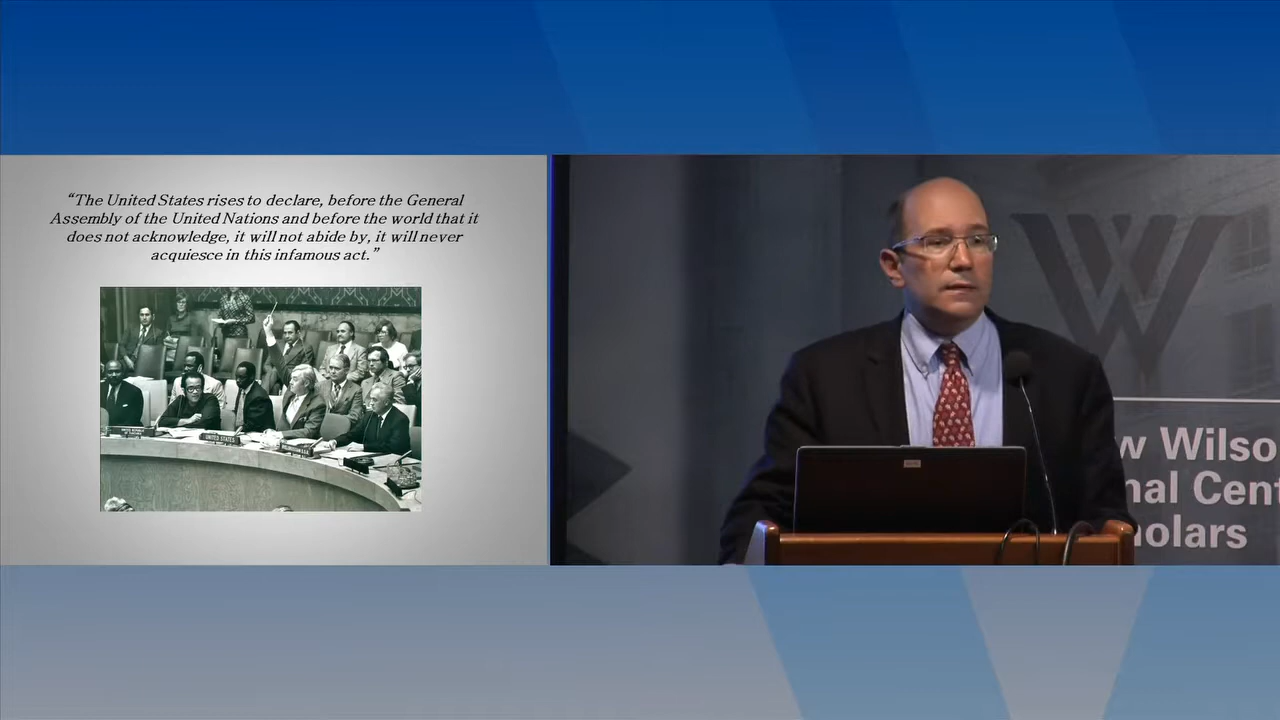 “The United States rises to declare, before the General
Assembly of the United Nations and before the world that it
does not acknowledge, it will not abide by, it will never
acquiesce in this infamous act.”
UNITED STATES
W
w Wilso
nal Cent
holars